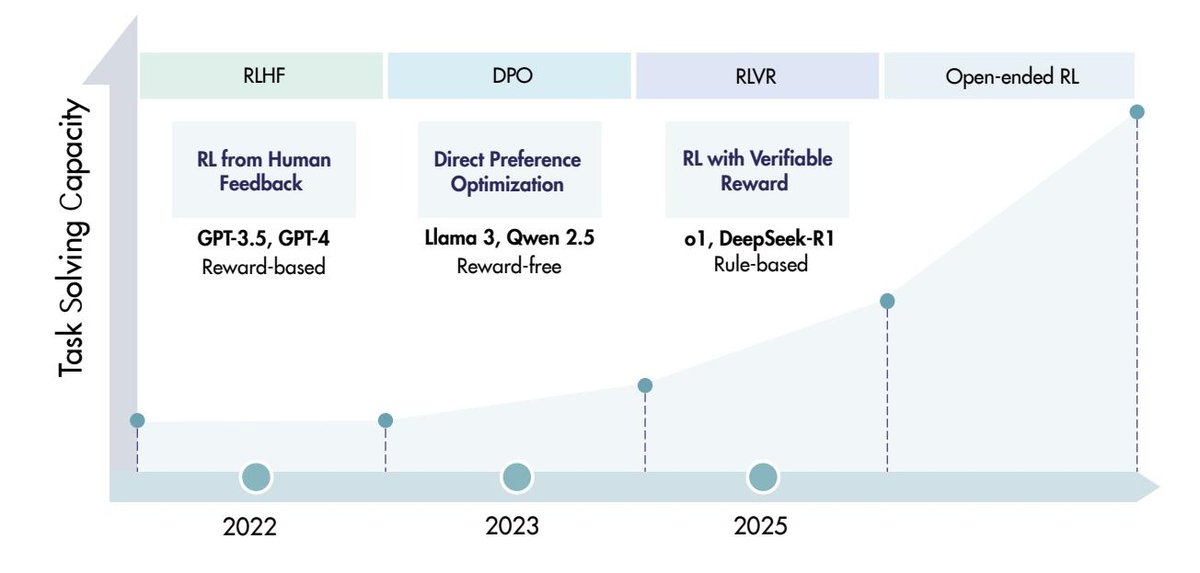 Task Solving Capacity
RLHF
DPO
RLVR
Open-ended RL
RL from Human
Feedback
GPT-3.5, GPT-4
Reward-based
Direct Preference
Optimization
Llama 3, Qwen 2.5
Reward-free
RL with Verifiable
Reward
o1, DeepSeek-R1
Rule-based
2022
2023
2025